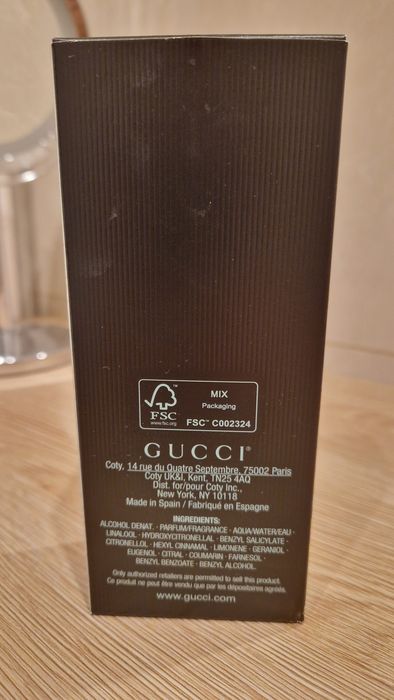 MIX
Packaging
FSC
www.fsc.org
FSC™ C002324
GUCCI®
Coty, 14 rue du Quatre Septembre, 75002 Paris
Coty UK&I, Kent, TN25 4AQ
Dist. for/pour Coty Inc.,
New York, NY 10118
Made in Spain / Fabriqué en Espagne
INGREDIENTS:
ALCOHOL DENAT. · PARFUM/FRAGRANCE · AQUA/WATER/EAU ·
LINALOOL · HYDROXYCITRONELLAL · BENZYL SALICYLATE ·
CITRONELLOL · HEXYL CINNAMAL · LIMONENE · GERANIOL ·
EUGENOL · CITRAL · COUMARIN · FARNESOL ·
BENZYL BENZOATE · BENZYL ALCOHOL.
Only authorized retailers are permitted to sell this product.
Ce produit ne peut être vendu que par les dépositaires agréés.
www.gucci.com